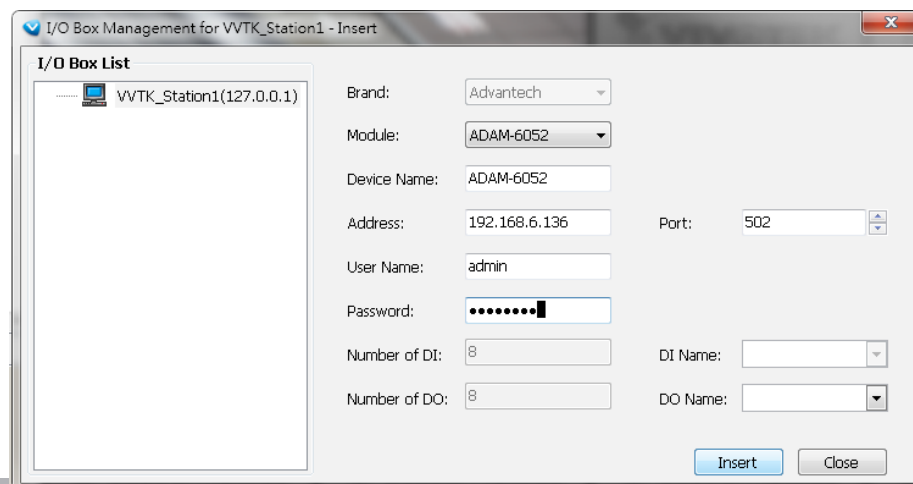 I/O Box Management for VVTK_Station1 - Insert
I/O Box List
VVTK_Station1(127.0.0.1)
Brand: Advantech
Module: ADAM-6052
Device Name: ADAM-6052
Address: 192.168.6.136 Port: 502
User Name: admin
Password: ••••••••
Number of DI: 8 DI Name:
Number of DO: 8 DO Name:
Insert Close